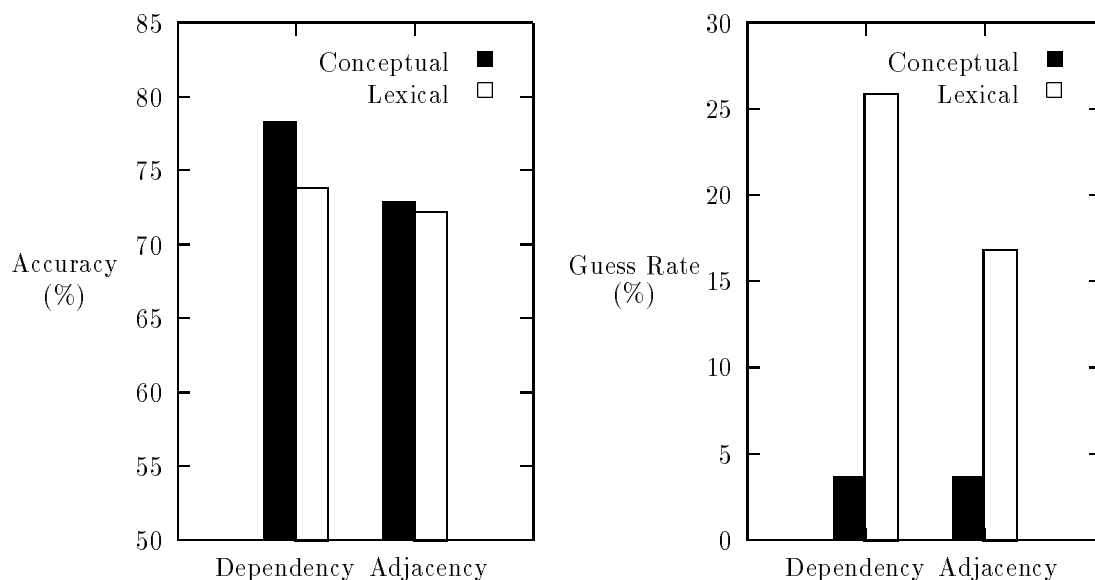 85
80
75
70
65
60
55
50
Accuracy
(%)
Conceptual
Lexical
Dependency Adjacency
30
25
20
15
10
5
0
Guess Rate
(%)
Conceptual
Lexical
Dependency Adjacency